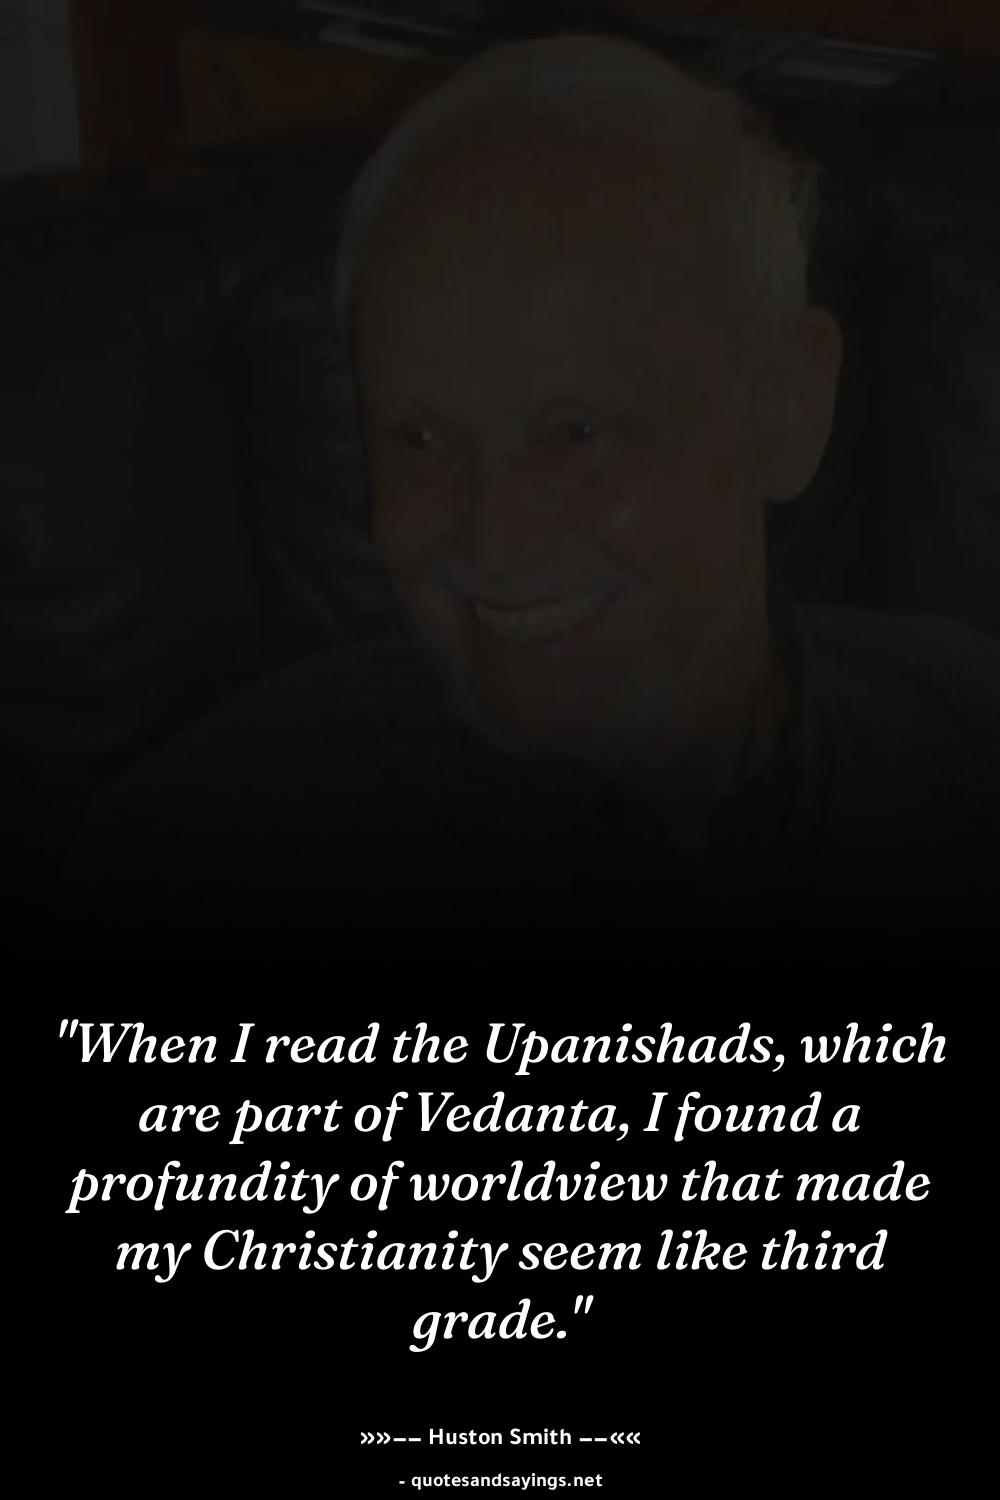 "When I read the Upanishads, which
are part of Vedanta, I found a
profundity of worldview that made
my Christianity seem like third
grade."
»»−− Huston Smith −−««
- quotesandsayings.net